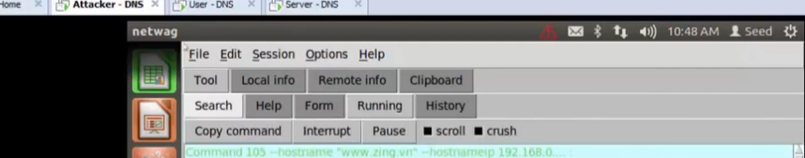 Home Attacker - DNS User - DNS Server - DNS
netwag 10:48 AM Seed
File Edit Session Options Help
Tool Local info Remote info Clipboard
Search Help Form Running History
Copy command Interrupt Pause scroll crush
Command 105 --hostname "www.zing.vn" --hostnameip 192.168.0.... :